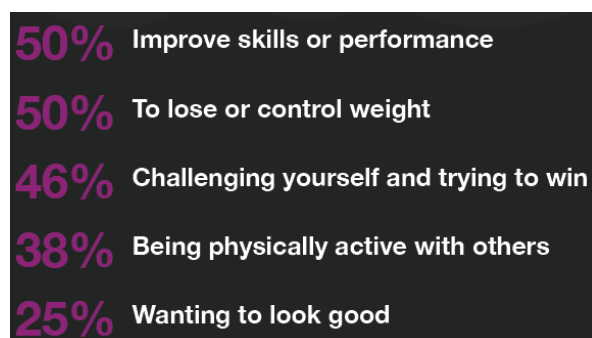 50% Improve skills or performance
50% To lose or control weight
46% Challenging yourself and trying to win
38% Being physically active with others
25% Wanting to look good